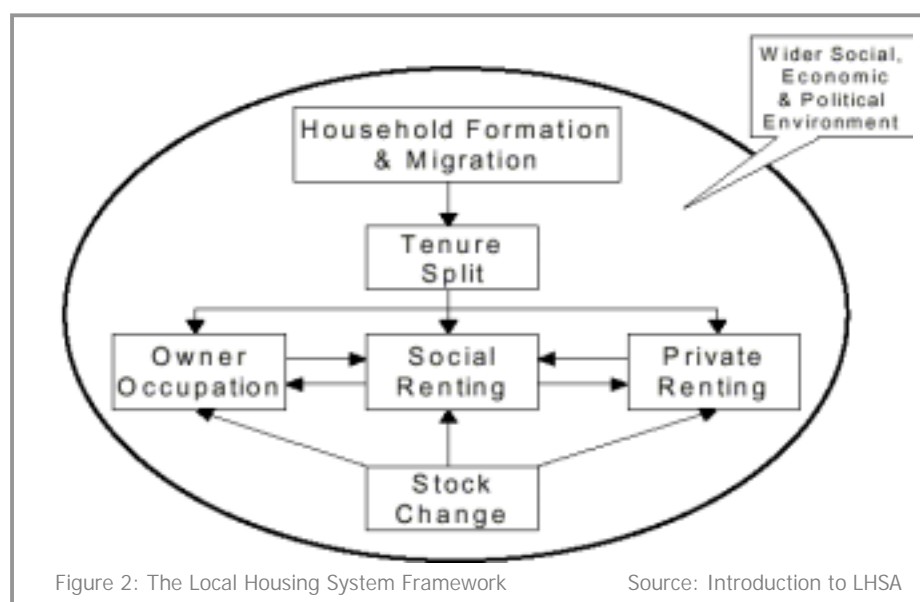 Wider Social,
Economic
& Political
Environment
Household Formation
& Migration
Tenure
Split
Owner
Occupation
Social
Renting
Private
Renting
Stock
Change
Figure 2: The Local Housing System Framework
Source: Introduction to LHSA